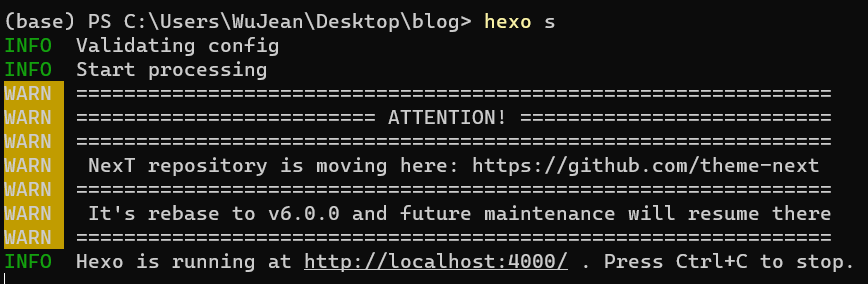 (base) PS C:\Users\WuJean\Desktop\blog> hexo s
INFO  Validating config
INFO  Start processing
WARN  ===============================================================
WARN  ========================= ATTENTION! ==========================
WARN  ===============================================================
WARN   NexT repository is moving here: https://github.com/theme-next
WARN  ===============================================================
WARN   It's rebase to v6.0.0 and future maintenance will resume there
WARN  ===============================================================
INFO  Hexo is running at http://localhost:4000/ . Press Ctrl+C to stop.